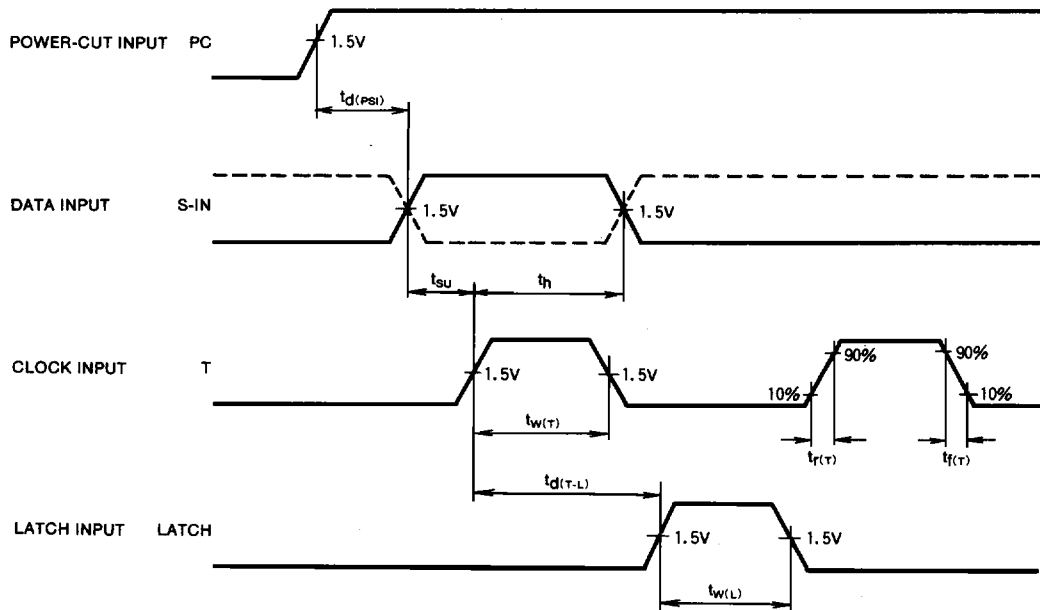 POWER-CUT INPUT PC
1.5V
td(PSI)
DATA INPUT S-IN
1.5V 1.5V
tsu th
CLOCK INPUT T
1.5V 1.5V 90% 90%
10% 10%
tw(T)
tr(T) tf(T)
td(T-L)
LATCH INPUT LATCH
1.5V 1.5V
tw(L)